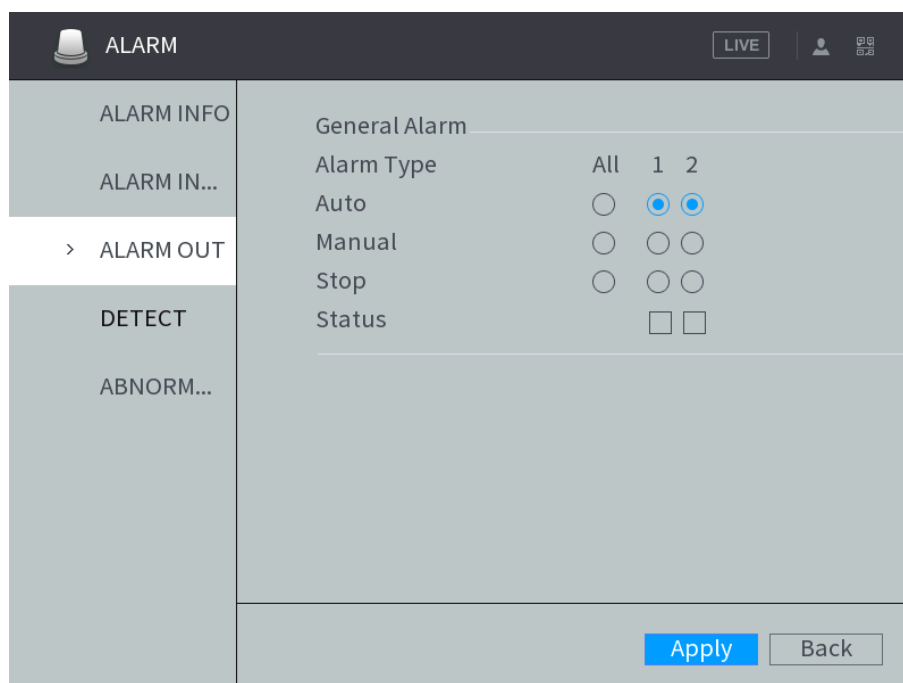 ALARM
LIVE
ALARM INFO
ALARM IN...
> ALARM OUT
DETECT
ABNORM...
General Alarm
Alarm Type All 1 2
Auto
Manual
Stop
Status
Apply Back